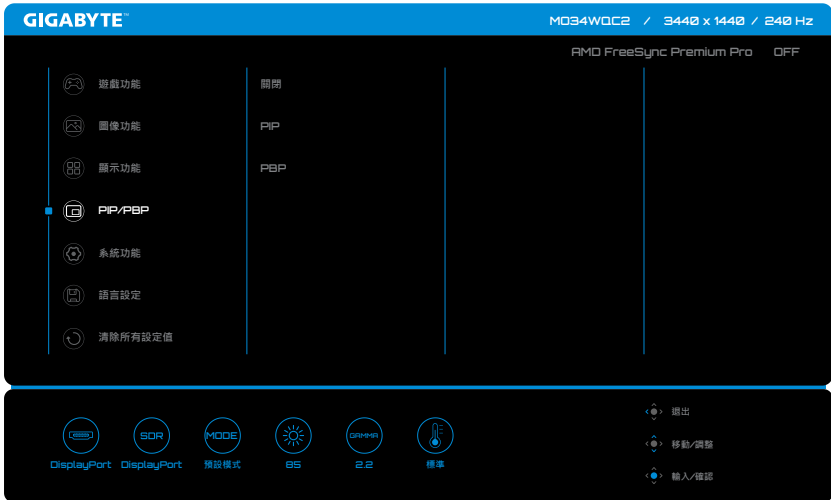 GIGABYTE™
MO34WQC2 / 3440 x 1440 / 240 Hz
AMD FreeSync Premium Pro OFF
遊戲功能
關閉
圖像功能
PIP
顯示功能
PBP
PIP/PBP
系統功能
語言設定
清除所有設定值
SDR
MODE
GAMMA
DisplayPort
DisplayPort
預設模式
85
2.2
標準
退出
移動/調整
輸入/確認